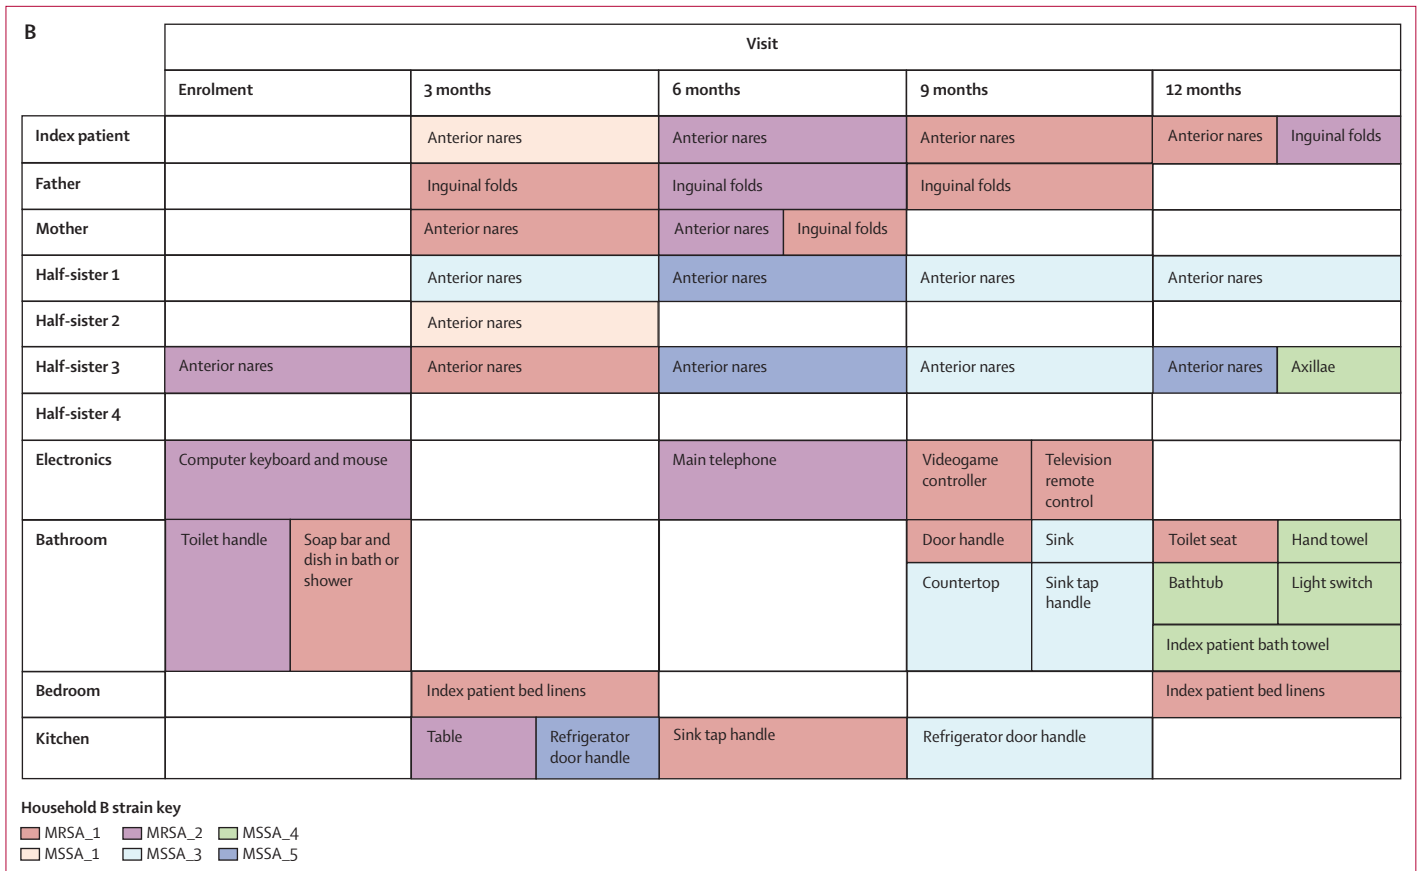 B
Visit
Enrolment 3 months 6 months 9 months 12 months
Index patient Anterior nares Anterior nares Anterior nares Anterior nares Inguinal folds
Father Inguinal folds Inguinal folds Inguinal folds
Mother Anterior nares Anterior nares Inguinal folds
Half-sister 1 Anterior nares Anterior nares Anterior nares Anterior nares
Half-sister 2 Anterior nares
Half-sister 3 Anterior nares Anterior nares Anterior nares Anterior nares Anterior nares Axillae
Half-sister 4
Electronics Computer keyboard and mouse Main telephone Videogame Television
controller remote
control
Bathroom Toilet handle Soap bar and Door handle Sink Toilet seat Hand towel
dish in bath or
shower Countertop Sink tap Bathtub Light switch
handle
Index patient bath towel
Bedroom Index patient bed linens Index patient bed linens
Kitchen Table Refrigerator Sink tap handle Refrigerator door handle
door handle
Household B strain key
MRSA_1 MRSA_2 MSSA_4
MSSA_1 MSSA_3 MSSA_5